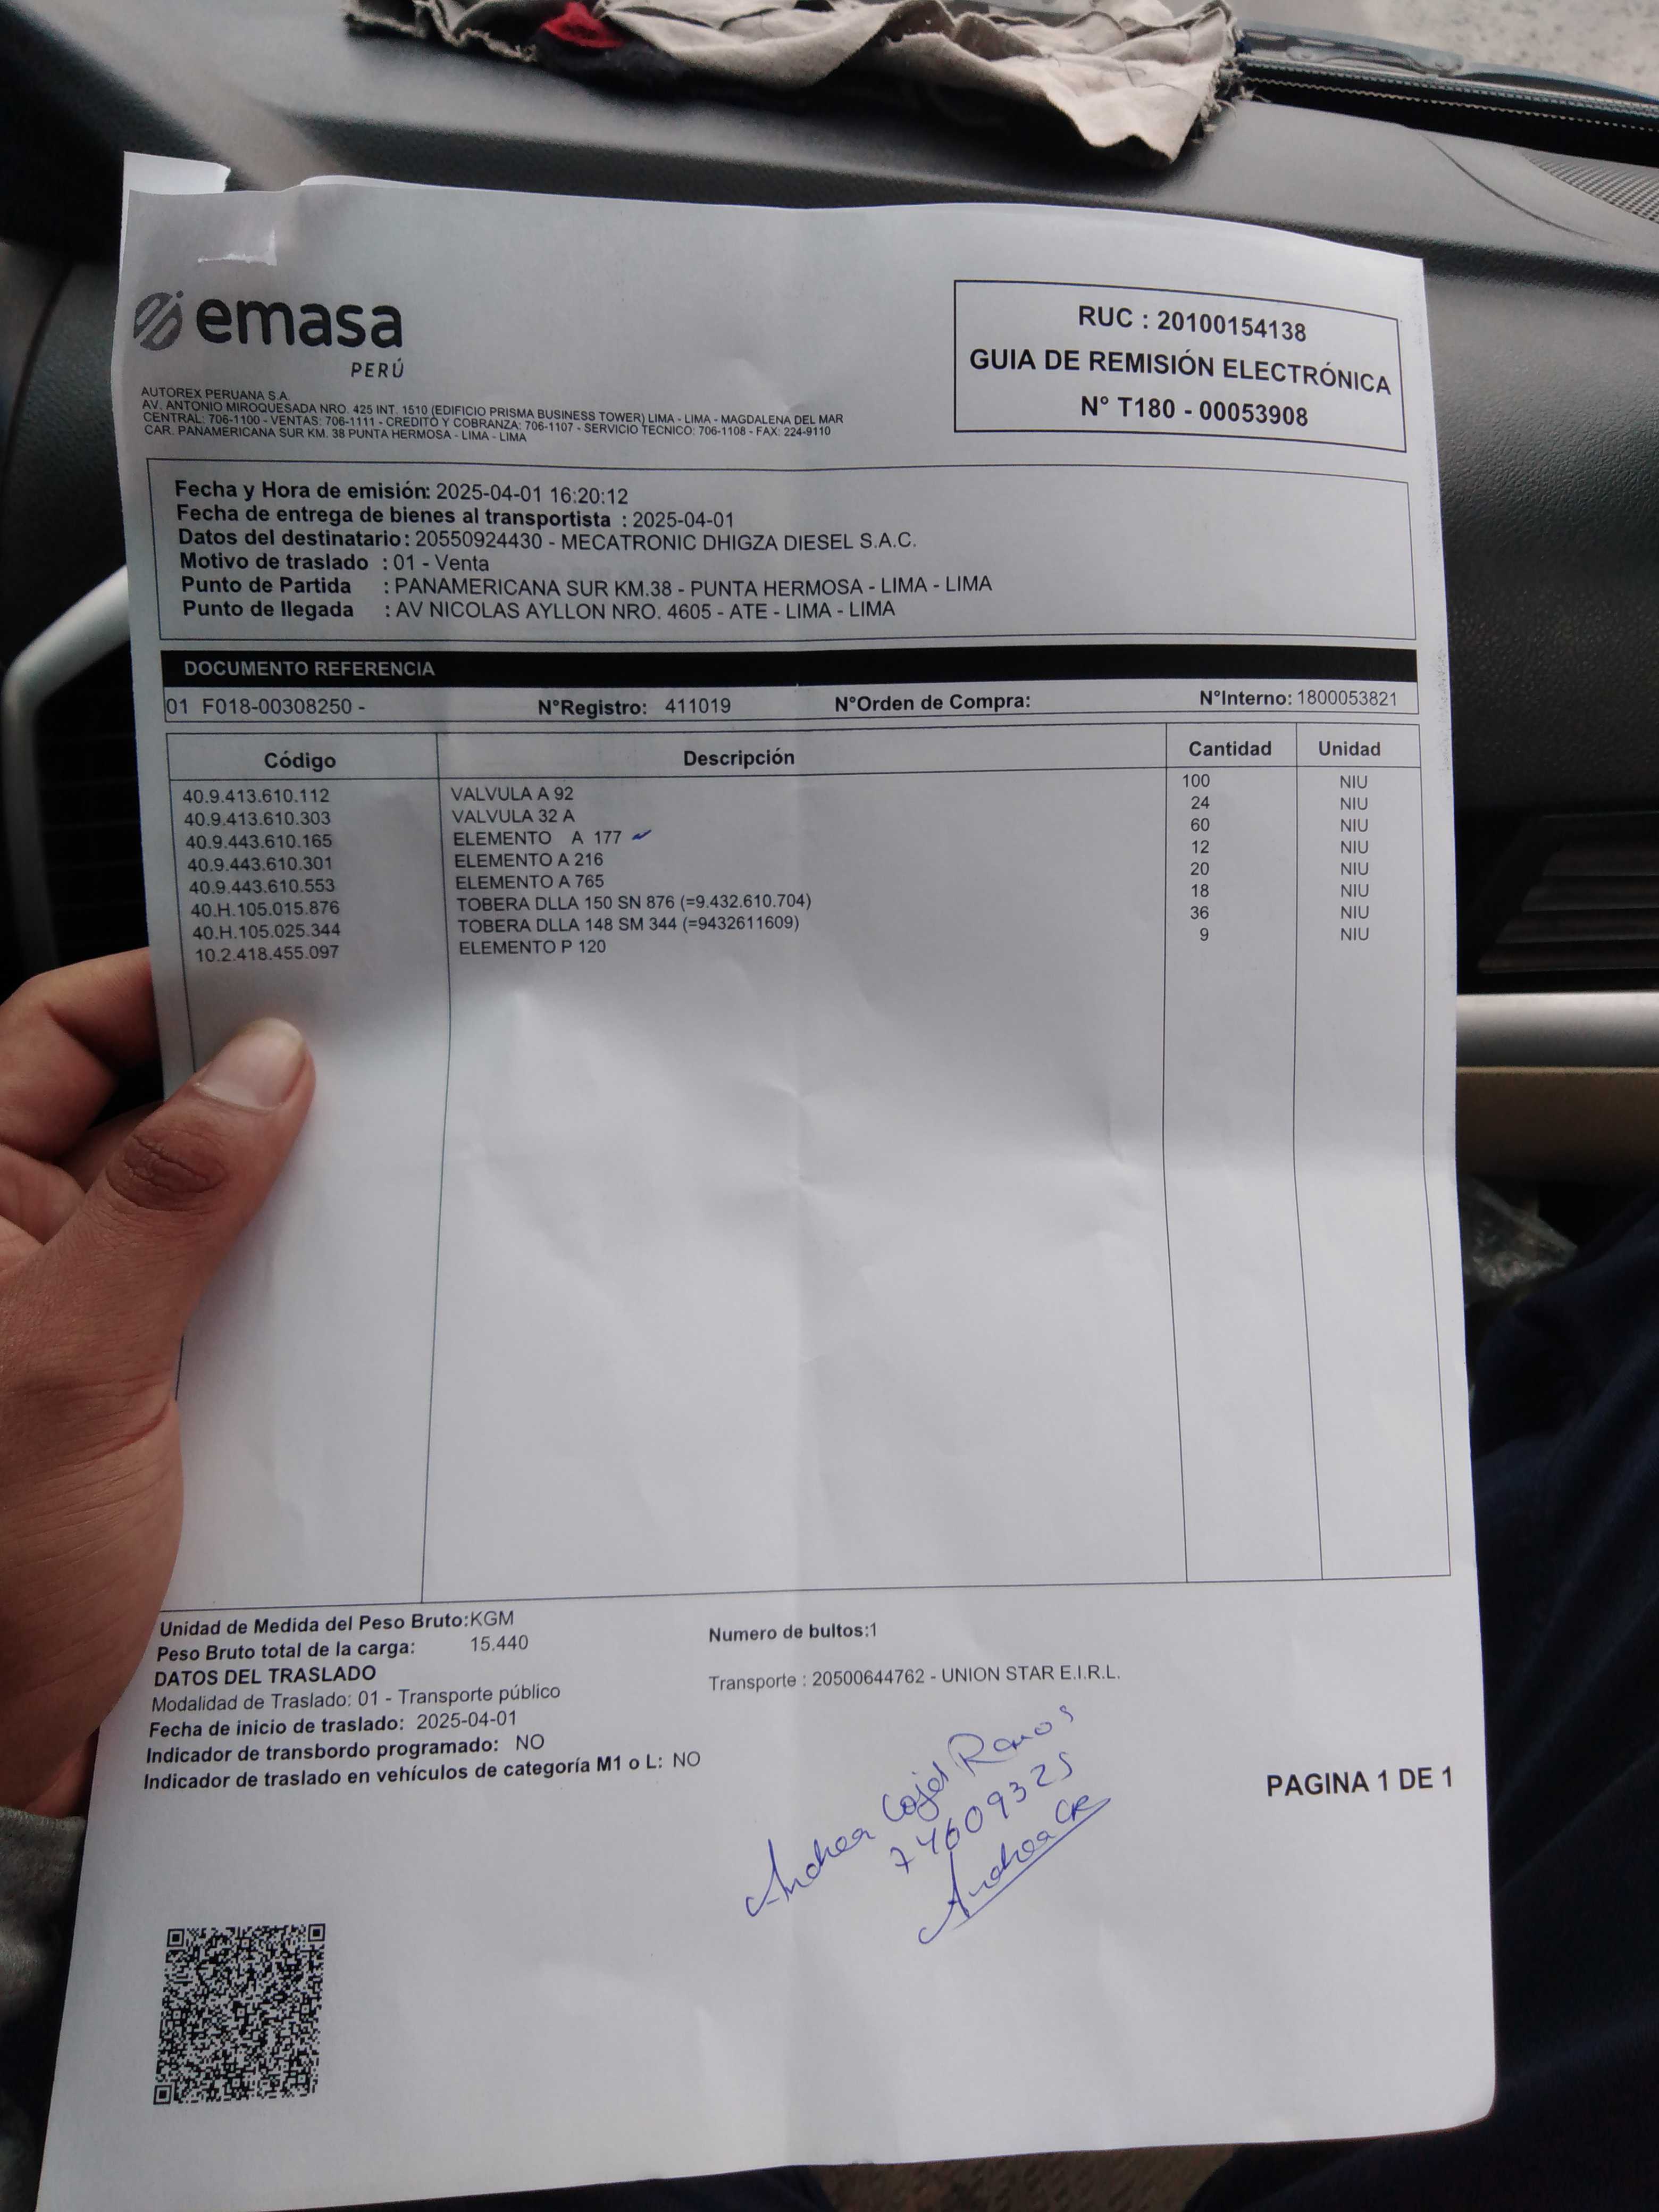 emasa
PERÚ
RUC : 20100154138
GUIA DE REMISIÓN ELECTRÓNICA
N° T180 - 00053908
AUTOREX PERUANA S.A.
AV. ANTONIO MIROQUESADA NRO. 425 INT. 1510 (EDIFICIO PRISMA BUSINESS TOWER) LIMA - LIMA - MAGDALENA DEL MAR
CENTRAL: 706-1100 - VENTAS: 706-1111 - CREDITO Y COBRANZA: 706-1107 - SERVICIO TECNICO: 706-1108 - FAX: 224-9110
CAR. PANAMERICANA SUR KM. 38 PUNTA HERMOSA - LIMA - LIMA
Fecha y Hora de emisión: 2025-04-01 16:20:12
Fecha de entrega de bienes al transportista : 2025-04-01
Datos del destinatario : 20550924430 - MECATRONIC DHIGZA DIESEL S.A.C.
Motivo de traslado : 01 - Venta
Punto de Partida : PANAMERICANA SUR KM.38 - PUNTA HERMOSA - LIMA - LIMA
Punto de llegada : AV NICOLAS AYLLON NRO. 4605 - ATE - LIMA - LIMA
DOCUMENTO REFERENCIA
01 F018-00308250 - N°Registro: 411019 N°Orden de Compra: N°Interno: 1800053821
Código Descripción Cantidad Unidad
40.9.413.610.112 VALVULA A 92 100 NIU
40.9.413.610.303 VALVULA 32 A 24 NIU
40.9.443.610.165 ELEMENTO A 177 60 NIU
40.9.443.610.301 ELEMENTO A 216 12 NIU
40.9.443.610.553 ELEMENTO A 765 20 NIU
40.H.105.015.876 TOBERA DLLA 150 SN 876 (=9.432.610.704) 18 NIU
40.H.105.025.344 TOBERA DLLA 148 SM 344 (=9432611609) 36 NIU
10.2.418.455.097 ELEMENTO P 120 9 NIU
Unidad de Medida del Peso Bruto:KGM
Peso Bruto total de la carga: 15.440 Numero de bultos:1
DATOS DEL TRASLADO
Modalidad de Traslado: 01 - Transporte público Transporte : 20500644762 - UNION STAR E.I.R.L.
Fecha de inicio de traslado: 2025-04-01
Indicador de transbordo programado: NO
Indicador de traslado en vehículos de categoría M1 o L: NO
PAGINA 1 DE 1
Andrea Ramos
74609325
Andrea CR